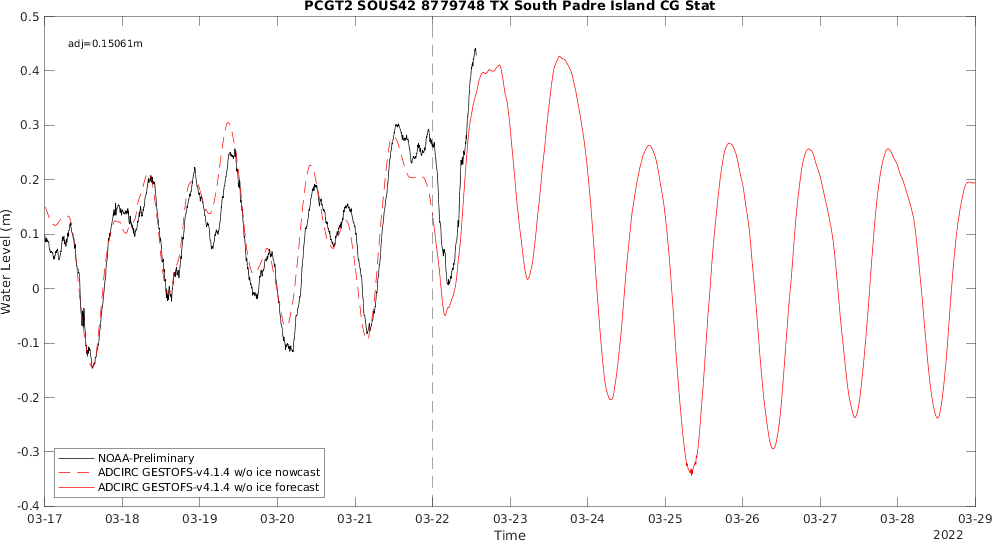 PCGT2 SOUS42 8779748 TX South Padre Island CG Stat
adj=0.15061m
Water Level (m)
0.5
0.4
0.3
0.2
0.1
0
-0.1
-0.2
-0.3
-0.4
NOAA-Preliminary
ADCIRC GESTOFS-v4.1.4 w/o ice nowcast
ADCIRC GESTOFS-v4.1.4 w/o ice forecast
03-17 03-18 03-19 03-20 03-21 03-22 03-23 03-24 03-25 03-26 03-27 03-28 03-29
Time
2022